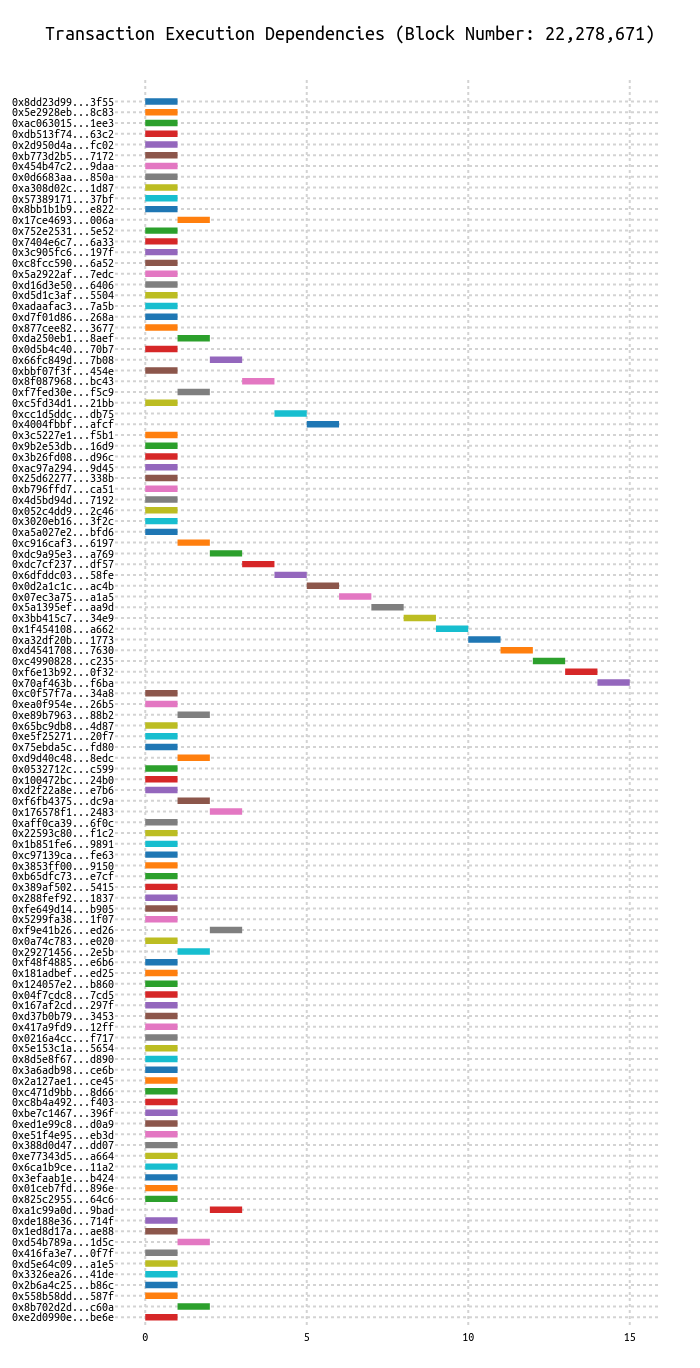 Transaction Execution Dependencies (Block Number: 22,278,671)
0x8dd23d99...3f55
0x5e2928eb...8c83
0xac063015...1ee3
0xdb513f74...63c2
0x2d950d4a...fc02
0xb773d2b5...7172
0x454b47c2...9daa
0x0d6683aa...850a
0xa308d02c...1d87
0x57389171...37bf
0x8bb1b1b9...e822
0x17ce4693...006a
0x752e2531...5e52
0x7404e6c7...6a33
0x3c905fc6...197f
0xc8fcc590...6a52
0x5a2922af...7edc
0xd16d3e50...6406
0xd5d1c3af...5504
0xadaafac3...7a5b
0xd7f01d86...268a
0x877cee82...3677
0xda250eb1...8aef
0x0d5b4c40...70b7
0x66fc849d...7b08
0xbbf07f3f...454e
0x8f087968...bc43
0xf7fed30e...f5c9
0xc5fd34d1...21bb
0xcc1d5ddc...db75
0x4004fbbf...afcf
0x3c5227e1...f5b1
0x9b2e53db...16d9
0x3b26fd08...d96c
0xac97a294...9d45
0x25d62277...338b
0xb796ffd7...ca51
0x4d5bd94d...7192
0x052c4dd9...2c46
0x3020eb16...3f2c
0xa5a027e2...bfd6
0xc916caf3...6197
0xdc9a95e3...a769
0xdc7cf237...df57
0x6dfddc03...58fe
0x0d2a1c1c...ac4b
0x07ec3a75...a1a5
0x5a1395ef...aa9d
0x3bb415c7...34e9
0x1f454108...a662
0xa32df20b...1773
0xd4541708...7630
0xc4990828...c235
0xf6e13b92...0f32
0x70af463b...f6ba
0xc0f57f7a...34a8
0xea0f954e...26b5
0xe89b7963...88b2
0x65bc9db8...4d87
0xe5f25271...20f7
0x75ebda5c...fd80
0xd9d40c48...8edc
0x0532712c...c599
0x100472bc...24b0
0xd2f22a8e...e7b6
0xf6fb4375...dc9a
0x176578f1...2483
0xaff0ca39...6f0c
0x22593c80...f1c2
0x1b851fe6...9891
0xc97139ca...fe63
0x3853ff00...9150
0xb65dfc73...e7cf
0x389af502...5415
0x288fef92...1837
0xfe649d14...b905
0x5299fa38...1f07
0xf9e41b26...ed26
0x0a74c783...e020
0x29271456...2e5b
0xf48f4885...e6b6
0x181adbef...ed25
0x124057e2...b860
0x04f7cdc8...7cd5
0x167af2cd...297f
0xd37b0b79...3453
0x417a9fd9...12ff
0x0216a4cc...f717
0x5e153c1a...5654
0x8d5e8f67...d890
0x3a6adb98...ce6b
0x2a127ae1...ce45
0xc471d9bb...8d66
0xc8b4a492...f403
0xbe7c1467...396f
0xed1e99c8...d0a9
0xe51f4e95...eb3d
0x388d0d47...dd07
0xe77343d5...a664
0x6ca1b9ce...11a2
0x3efaab1e...b424
0x01ceb7fd...896e
0x825c2955...64c6
0xa1c99a0d...9bad
0xde188e36...714f
0x1ed8d17a...ae88
0xd54b789a...1d5c
0x416fa3e7...0f7f
0xd5e64c09...a1e5
0x3326ea26...41de
0x2b6a4c25...b86c
0x558b58dd...587f
0x8b702d2d...c60a
0xe2d0990e...be6e
0 5 10 15